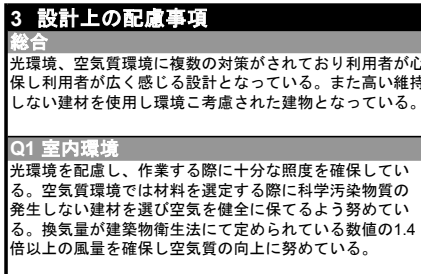 3 設計上の配慮事項
総合
光環境、空気質環境に複数の対策がされており利用者が心
保し利用者が広く感じる設計となっている。また高い維持
しない建材を使用し環境こ考慮された建物となっている。
Q1 室内環境
光環境を配慮し、作業する際に十分な照度を確保してい
る。空気質環境では材料を選定する際に科学汚染物質の
発生しない建材を選び空気を健全に保てるよう努めてい
る。換気量が建築物衛生法にて定められている数値の1.4
倍以上の風量を確保し空気質の向上に努めている。